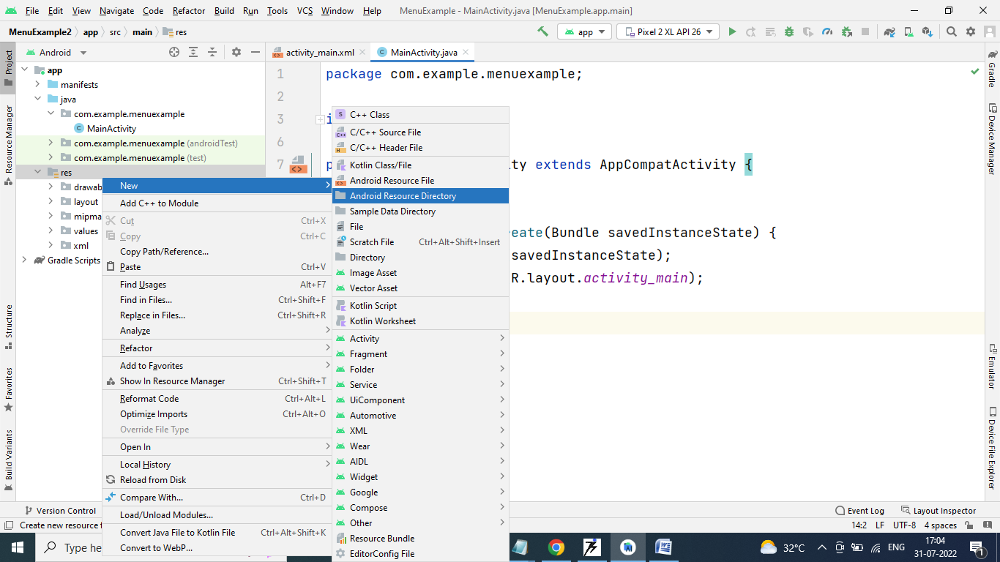 File Edit View Navigate Code Refactor Build Run Tools VCS Window Help MenuExample - MainActivity.java [MenuExample.app.main]
MenuExample2 app src main res
app Pixel 2 XL API 26
Project
Resource Manager
Structure
Favorites
Build Variants
Android
app
manifests
java
com.example.menuexample
MainActivity
com.example.menuexample (androidTest)
com.example.menuexample (test)
res
drawab
layout
mipma
values
xml
Gradle Scripts
activity_main.xml MainActivity.java
1 package com.example.menuexample;
2
3 i
6
7 p ty extends AppCompatActivity {
eate(Bundle savedInstanceState) {
savedInstanceState);
R.layout.activity_main);
New
Add C++ to Module
Cut Ctrl+X
Copy Ctrl+C
Copy Path/Reference...
Paste Ctrl+V
Find Usages Alt+F7
Find in Files... Ctrl+Shift+F
Replace in Files... Ctrl+Shift+R
Analyze
Refactor
Add to Favorites
Show In Resource Manager Ctrl+Shift+T
Reformat Code Ctrl+Alt+L
Optimize Imports Ctrl+Alt+O
Override File Type
Open In
Local History
Reload from Disk
Compare With... Ctrl+D
Load/Unload Modules...
Convert Java File to Kotlin File Ctrl+Alt+Shift+K
Convert to WebP...
C++ Class
C/C++ Source File
C/C++ Header File
Kotlin Class/File
Android Resource File
Android Resource Directory
Sample Data Directory
File
Scratch File Ctrl+Alt+Shift+Insert
Directory
Image Asset
Vector Asset
Kotlin Script
Kotlin Worksheet
Activity
Fragment
Folder
Service
UiComponent
Automotive
XML
Wear
AIDL
Widget
Google
Compose
Other
Resource Bundle
EditorConfig File
Gradle
Device Manager
Emulator
Device File Explorer
Version Control Event Log Layout Inspector
Create new resource f 14:2 LF UTF-8 4 spaces
Type he 32°C ENG 17:04
31-07-2022 1